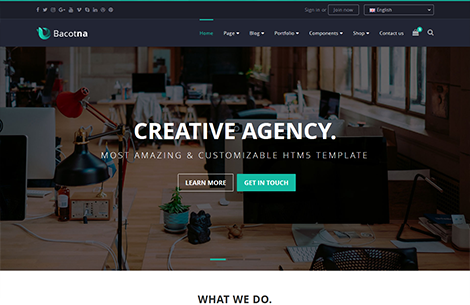 Sign in or Join now English
Bacotna Home Page Blog Portfolio Components Shop Contact us
CREATIVE AGENCY.
MOST AMAZING & CUSTOMIZABLE HTM5 TEMPLATE
LEARN MORE GET IN TOUCH
WHAT WE DO.